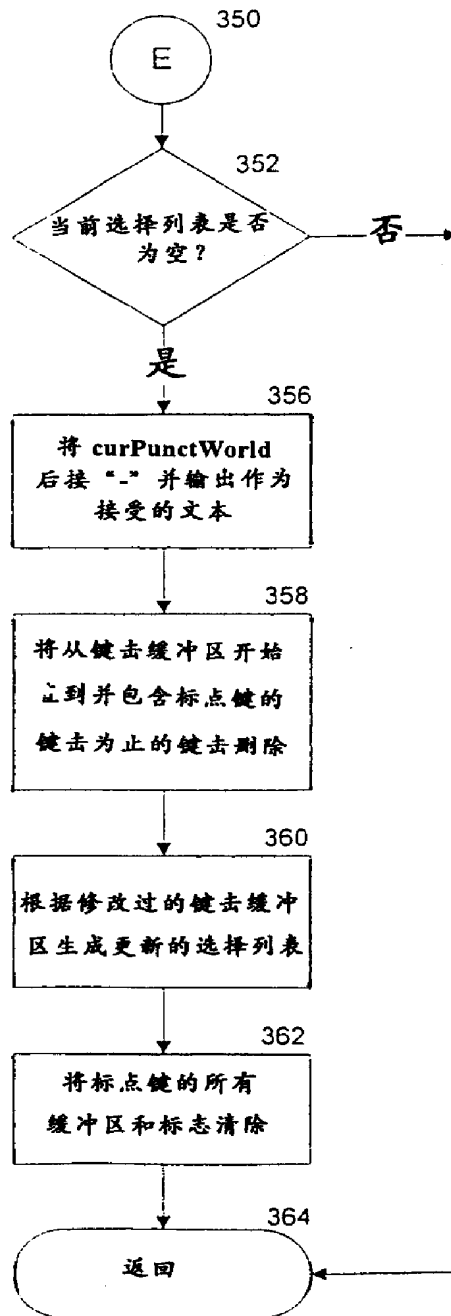 350
E
352
当前选择列表是否
为空？
否
是
356
将 curPunctWorld
后接“-”并输出作为
接受的文本
358
将从键击缓冲区开始
到并包含标点键的
键击为止的键击删除
360
根据修改过的键击缓冲
区生成更新的选择列表
362
将标点键的所有
缓冲区和标志清除
364
返回